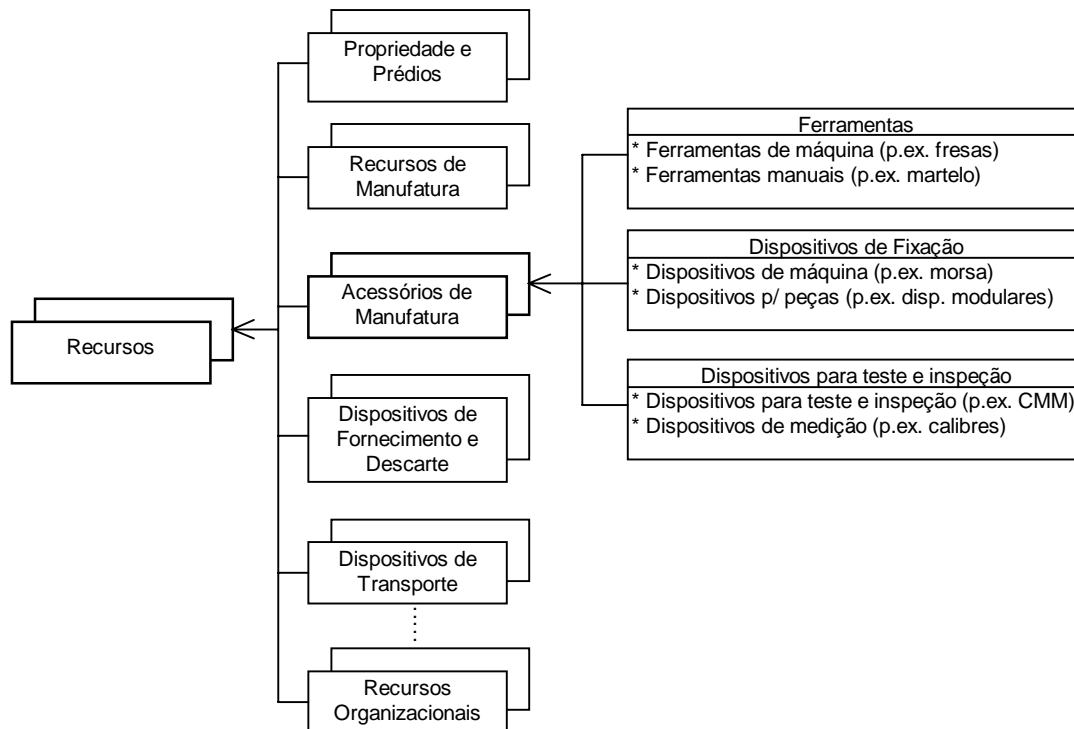 Propriedade e
Prédios
Recursos de
Manufatura
Acessórios de
Manufatura
Recursos
Dispositivos de
Fornecimento e
Descarte
Dispositivos de
Transporte
Recursos
Organizacionais
Ferramentas
* Ferramentas de máquina (p.ex. fresas)
* Ferramentas manuais (p.ex. martelo)
Dispositivos de Fixação
* Dispositivos de máquina (p.ex. morsa)
* Dispositivos p/ peças (p.ex. disp. modulares)
Dispositivos para teste e inspeção
* Dispositivos para teste e inspeção (p.ex. CMM)
* Dispositivos de medição (p.ex. calibres)